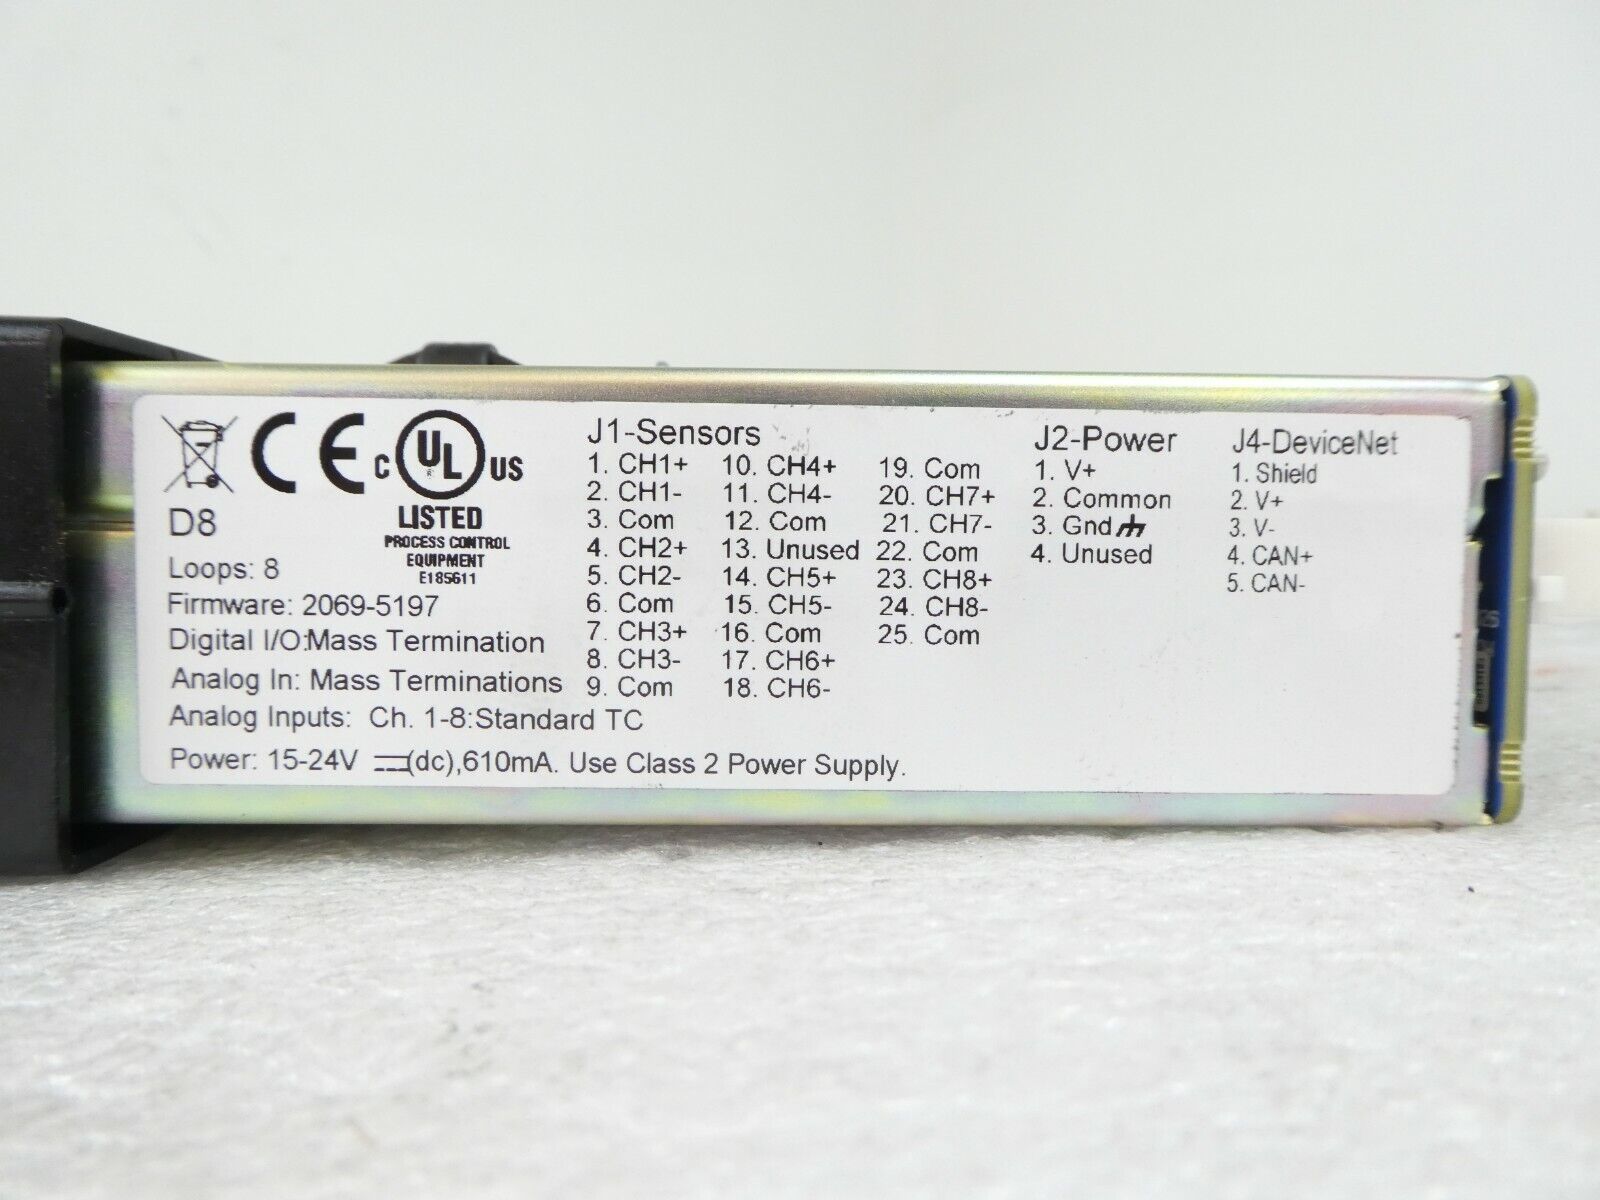 CE
C UL US
R
LISTED
PROCESS CONTROL
EQUIPMENT
E185611
D8
Loops: 8
Firmware: 2069-5197
Digital I/O:Mass Termination
Analog In: Mass Terminations
Analog Inputs: Ch. 1-8:Standard TC
Power: 15-24V (dc),610mA. Use Class 2 Power Supply.
J1-Sensors
1. CH1+
2. CH1-
3. Com
4. CH2+
5. CH2-
6. Com
7. CH3+
8. CH3-
9. Com
10. CH4+
11. CH4-
12. Com
13. Unused
14. CH5+
15. CH5-
16. Com
17. CH6+
18. CH6-
19. Com
20. CH7+
21. CH7-
22. Com
23. CH8+
24. CH8-
25. Com
J2-Power
1. V+
2. Common
3. Gnd
4. Unused
J4-DeviceNet
1. Shield
2. V+
3. V-
4. CAN+
5. CAN-